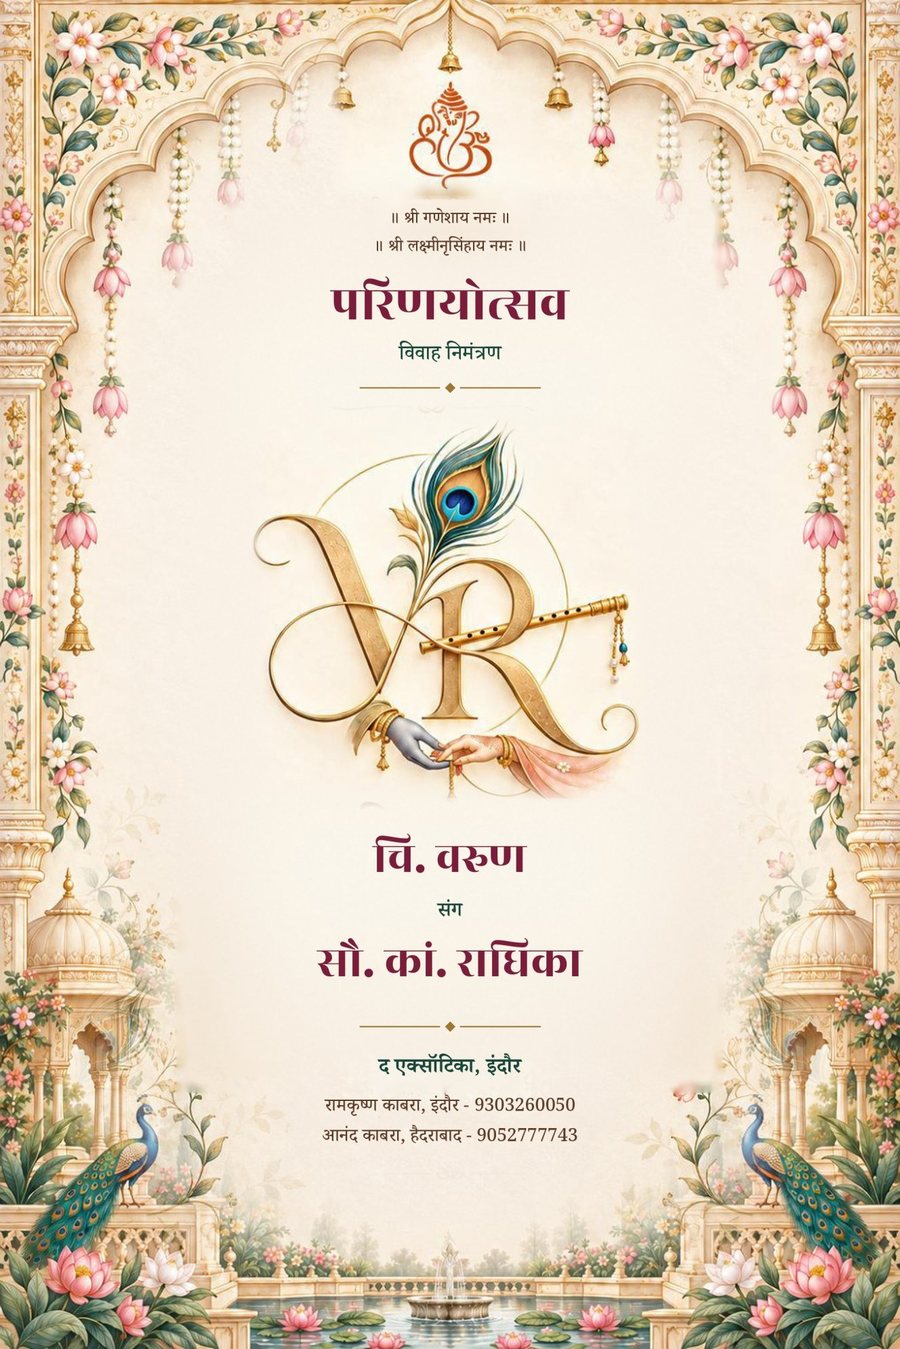 ॥ श्री गणेशाय नमः ॥
॥ श्री लक्ष्मीनृसिंहाय नमः ॥
परिणयोत्सव
विवाह निमंत्रण
VR
चि. वरुण
संग
सौ. कां. राधिका
द एक्सॉटिका, इंदौर
रामकृष्ण काबरा, इंदौर - 9303260050
आनंद काबरा, हैदराबाद - 9052777743